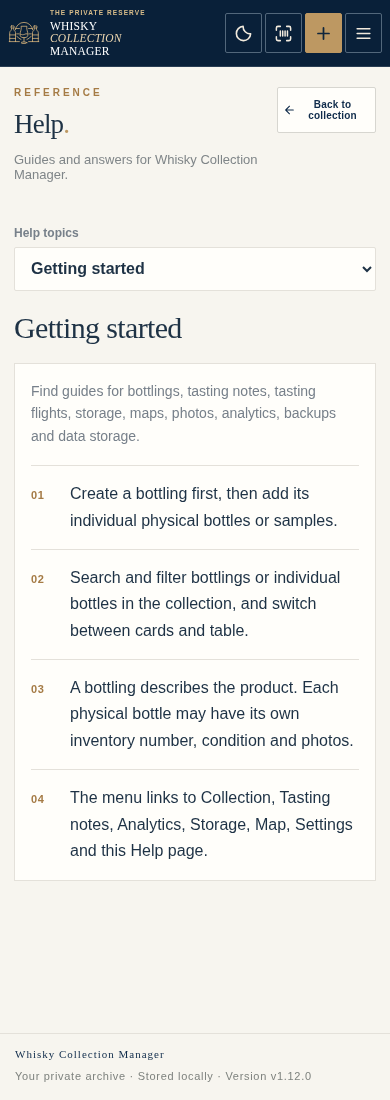 THE PRIVATE RESERVE
WHISKY
COLLECTION
MANAGER
REFERENCE
Help.
Back to
collection
Guides and answers for Whisky Collection
Manager.
Help topics
Getting started
Getting started
Find guides for bottlings, tasting notes, tasting
flights, storage, maps, photos, analytics, backups
and data storage.
01 Create a bottling first, then add its
individual physical bottles or samples.
02 Search and filter bottlings or individual
bottles in the collection, and switch
between cards and table.
03 A bottling describes the product. Each
physical bottle may have its own
inventory number, condition and photos.
04 The menu links to Collection, Tasting
notes, Analytics, Storage, Map, Settings
and this Help page.
Whisky Collection Manager
Your private archive · Stored locally · Version v1.12.0